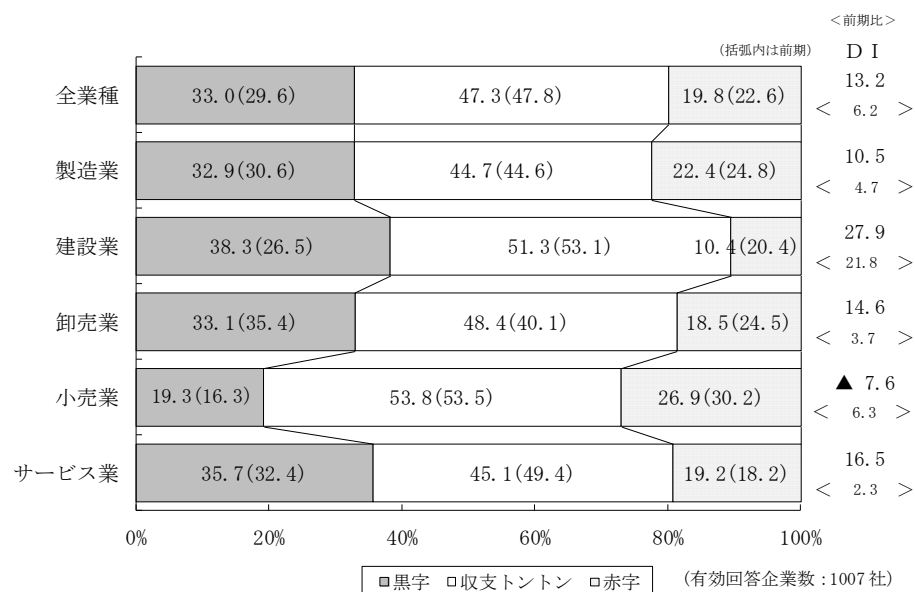 ＜前期比＞
(括弧内は前期) ＤＩ
全業種 33.0(29.6) 47.3(47.8) 19.8(22.6) 13.2
＜ 6.2 ＞
製造業 32.9(30.6) 44.7(44.6) 22.4(24.8) 10.5
＜ 4.7 ＞
建設業 38.3(26.5) 51.3(53.1) 10.4(20.4) 27.9
＜ 21.8 ＞
卸売業 33.1(35.4) 48.4(40.1) 18.5(24.5) 14.6
＜ 3.7 ＞
小売業 19.3(16.3) 53.8(53.5) 26.9(30.2) ▲ 7.6
＜ 6.3 ＞
サービス業 35.7(32.4) 45.1(49.4) 19.2(18.2) 16.5
＜ 2.3 ＞
0% 20% 40% 60% 80% 100%
黒字 収支トントン 赤字 (有効回答企業数:1007社)